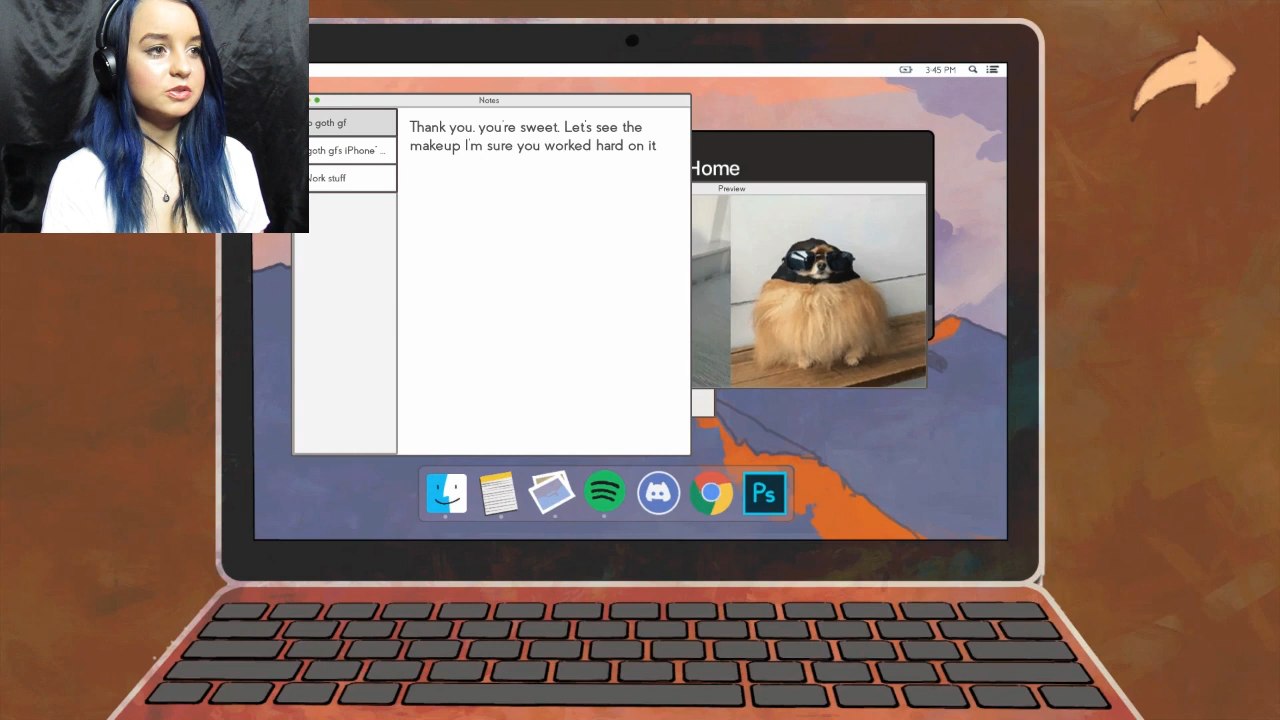 3:45 PM
Notes
o goth gf
goth gfs iPhone' ...
Work stuff
Thank you. you're sweet. Let's see the
makeup I'm sure you worked hard on it
Home
Preview
Ps